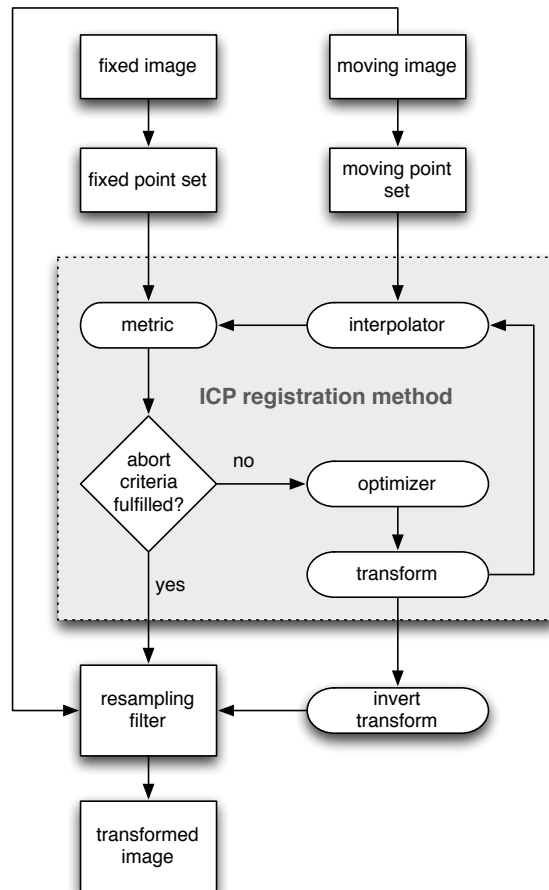 fixed image
moving image
fixed point set
moving point
set
metric
interpolator
ICP registration method
abort
criteria
fulfilled?
no
optimizer
transform
yes
resampling
filter
invert
transform
transformed
image